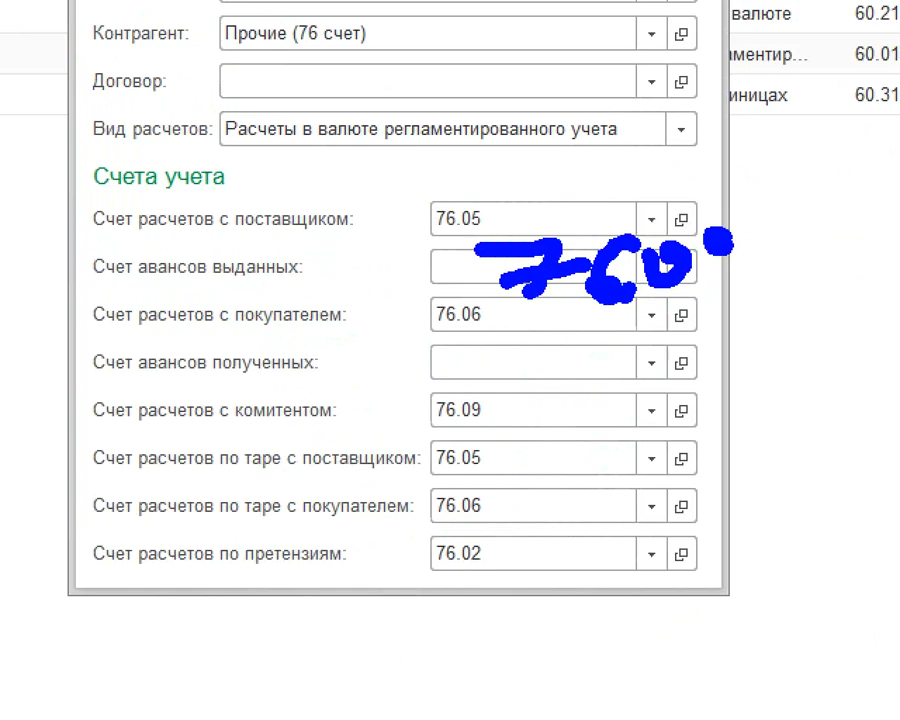 валюте 60.21
Контрагент: Прочие (76 счет)
аментир... 60.01
Договор:
иницах 60.31
Вид расчетов: Расчеты в валюте регламентированного учета
Счета учета
Счет расчетов с поставщиком: 76.05
Счет авансов выданных:
Счет расчетов с покупателем: 76.06
Счет авансов полученных:
Счет расчетов с комитентом: 76.09
Счет расчетов по таре с поставщиком: 76.05
Счет расчетов по таре с покупателем: 76.06
Счет расчетов по претензиям: 76.02